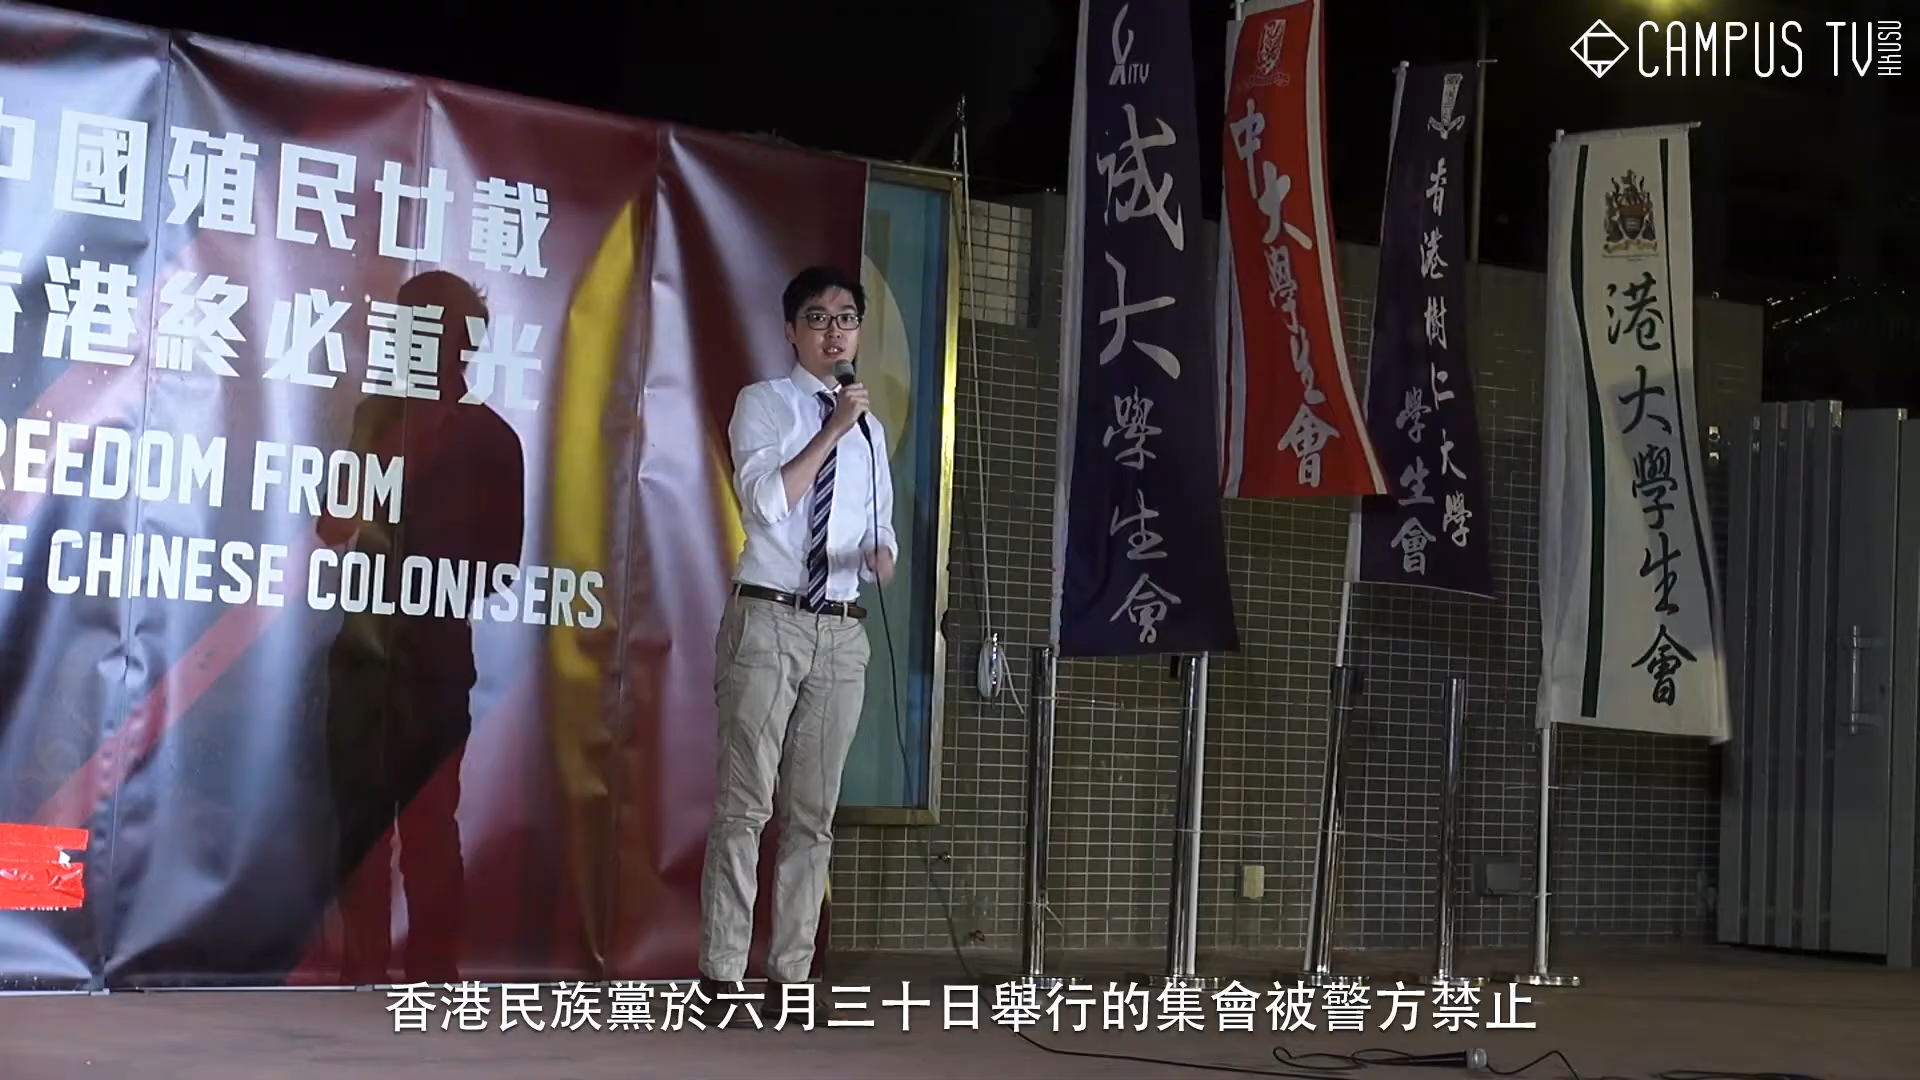 CAMPUS TV HKUSU
中國殖民廿載
香港終必重光
FREEDOM FROM
CHINESE COLONISERS
城大學生會
中大學生會
香港樹仁大學
學生會
港大學生會
香港民族黨於六月三十日舉行的集會被警方禁止